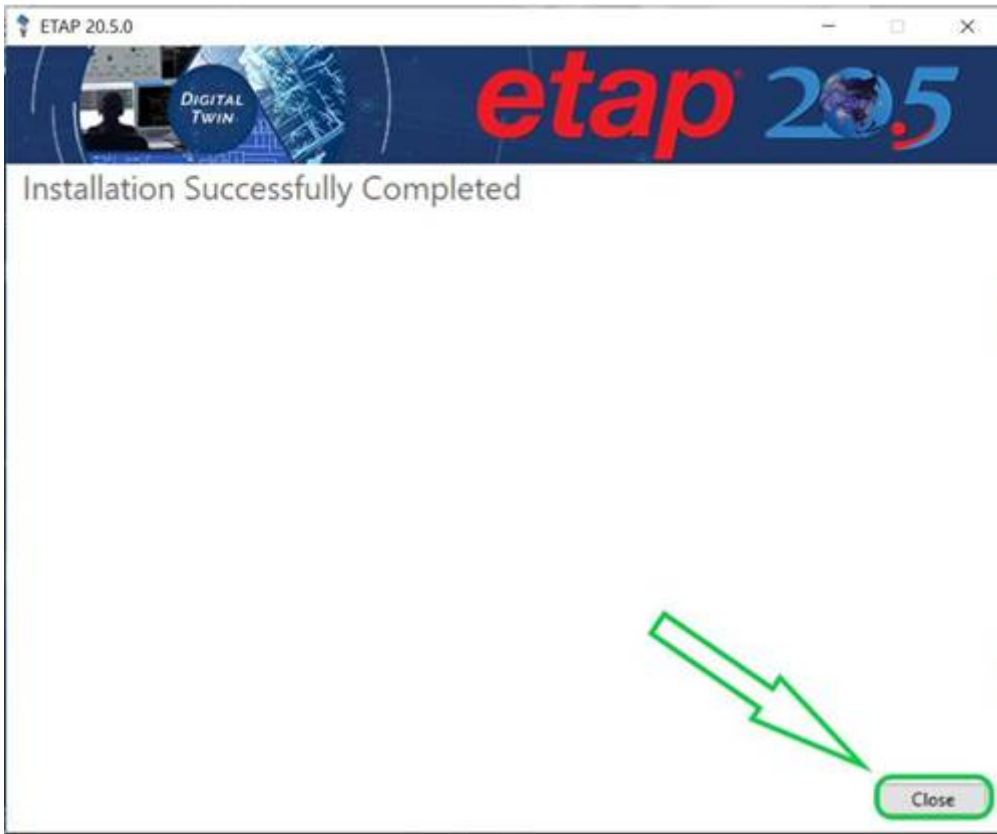 ETAP 20.5.0
DIGITAL
TWIN
etap 20.5
Installation Successfully Completed
Close